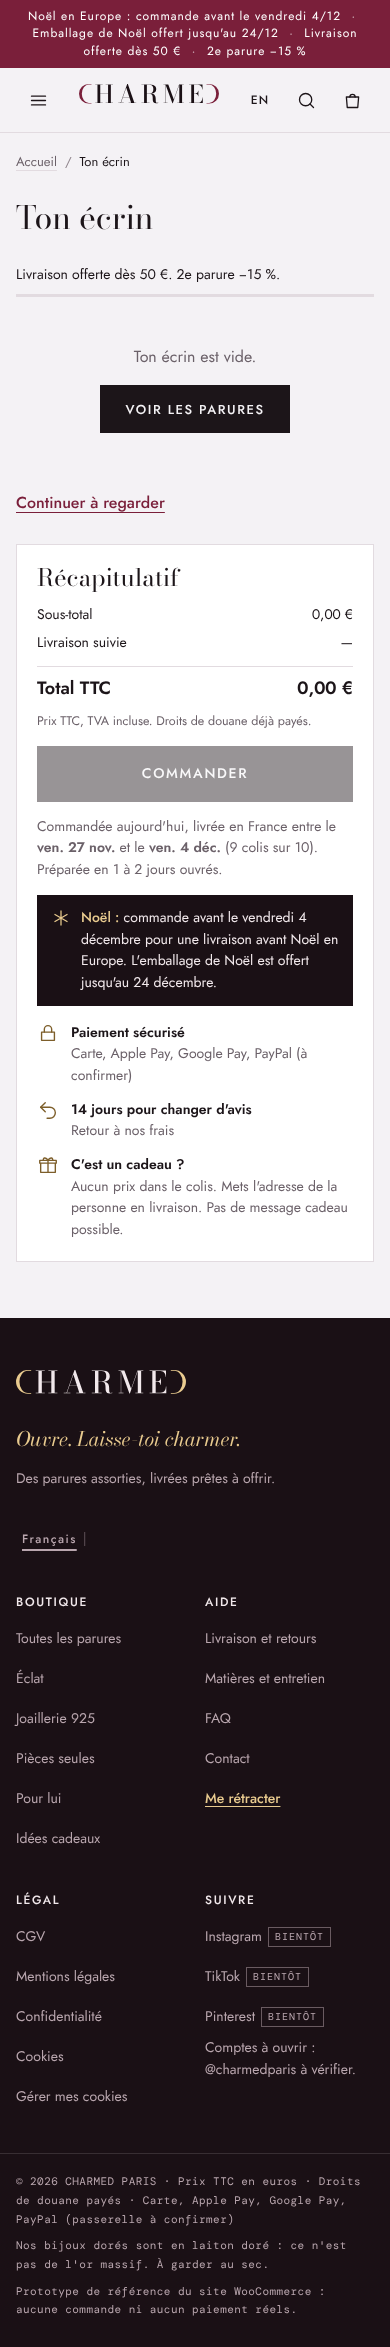 Noël en Europe : commande avant le vendredi 4/12 ·
Emballage de Noël offert jusqu'au 24/12 · Livraison
offerte dès 50 € · 2e parure −15 %
CHARMED
EN
Accueil / Ton écrin
Ton écrin
Livraison offerte dès 50 €. 2e parure −15 %.
Ton écrin est vide.
VOIR LES PARURES
Continuer à regarder
Récapitulatif
Sous-total 0,00 €
Livraison suivie —
Total TTC 0,00 €
Prix TTC, TVA incluse. Droits de douane déjà payés.
COMMANDER
Commandée aujourd'hui, livrée en France entre le
ven. 27 nov. et le ven. 4 déc. (9 colis sur 10).
Préparée en 1 à 2 jours ouvrés.
Noël : commande avant le vendredi 4
décembre pour une livraison avant Noël en
Europe. L'emballage de Noël est offert
jusqu'au 24 décembre.
Paiement sécurisé
Carte, Apple Pay, Google Pay, PayPal (à
confirmer)
14 jours pour changer d'avis
Retour à nos frais
C'est un cadeau ?
Aucun prix dans le colis. Mets l'adresse de la
personne en livraison. Pas de message cadeau
possible.
CHARMED
Ouvre. Laisse-toi charmer.
Des parures assorties, livrées prêtes à offrir.
Français
BOUTIQUE
Toutes les parures
Éclat
Joaillerie 925
Pièces seules
Pour lui
Idées cadeaux
AIDE
Livraison et retours
Matières et entretien
FAQ
Contact
Me rétracter
LÉGAL
CGV
Mentions légales
Confidentialité
Cookies
Gérer mes cookies
SUIVRE
Instagram BIENTÔT
TikTok BIENTÔT
Pinterest BIENTÔT
Comptes à ouvrir :
@charmedparis à vérifier.
© 2026 CHARMED PARIS · Prix TTC en euros · Droits
de douane payés · Carte, Apple Pay, Google Pay,
PayPal (passerelle à confirmer)
Nos bijoux dorés sont en laiton doré : ce n'est
pas de l'or massif. À garder au sec.
Prototype de référence du site WooCommerce :
aucune commande ni aucun paiement réels.